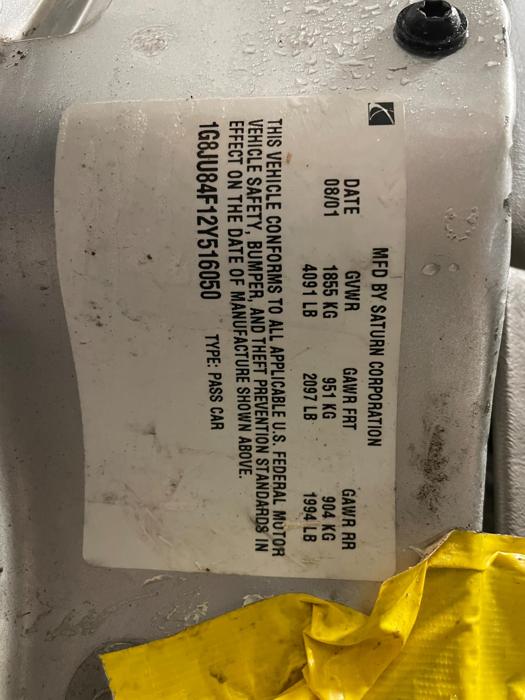 MFD BY SATURN CORPORATION
DATE GVWR GAWR FRT GAWR RR
08/01 1855 KG 951 KG 904 KG
4091 LB 2097 LB 1994 LB
THIS VEHICLE CONFORMS TO ALL APPLICABLE U.S. FEDERAL MOTOR
VEHICLE SAFETY, BUMPER, AND THEFT PREVENTION STANDARDS IN
EFFECT ON THE DATE OF MANUFACTURE SHOWN ABOVE.
1G8JU84F12Y516050 TYPE: PASS CAR